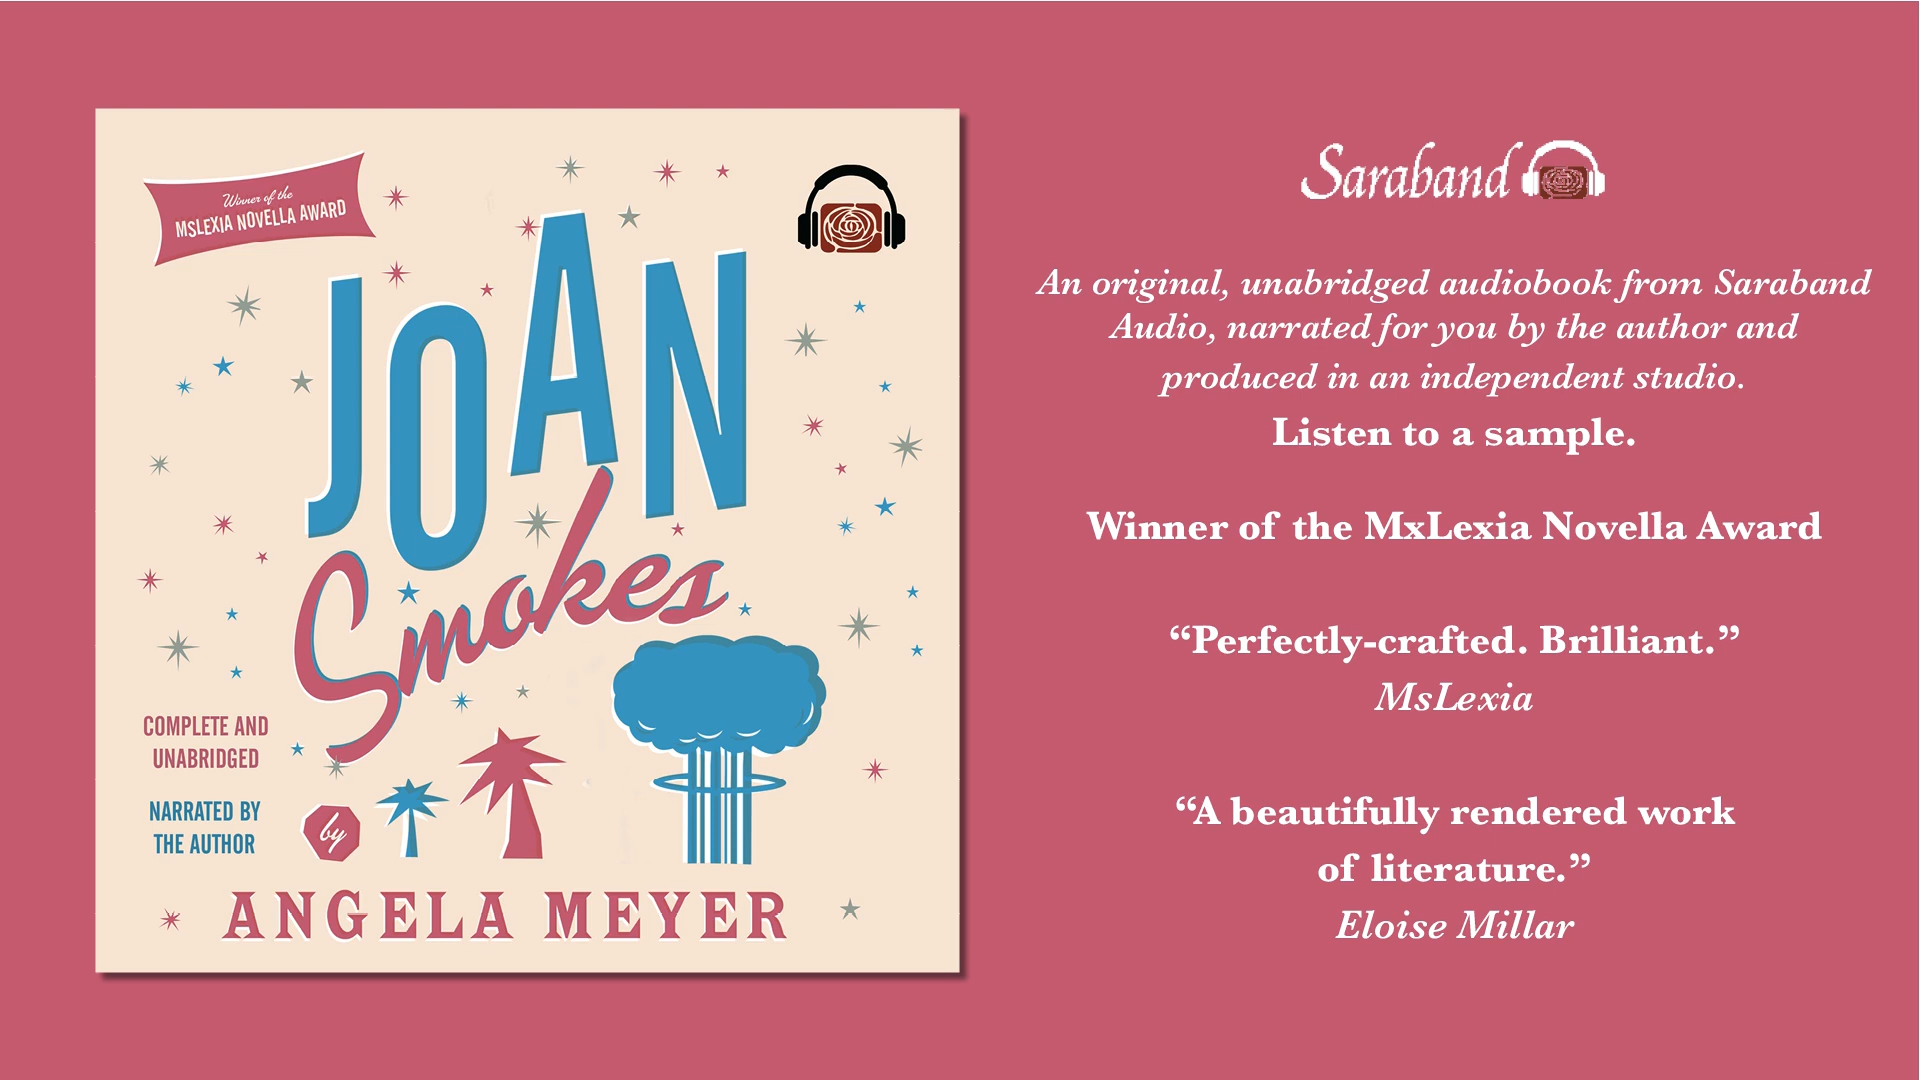 Winner of the
MSLEXIA NOVELLA AWARD
JOAN
Smokes
COMPLETE AND
UNABRIDGED
NARRATED BY
THE AUTHOR
by
ANGELA MEYER
Saraband
An original, unabridged audiobook from Saraband
Audio, narrated for you by the author and
produced in an independent studio.
Listen to a sample.
Winner of the MxLexia Novella Award
“Perfectly-crafted. Brilliant.”
MsLexia
“A beautifully rendered work
of literature.”
Eloise Millar